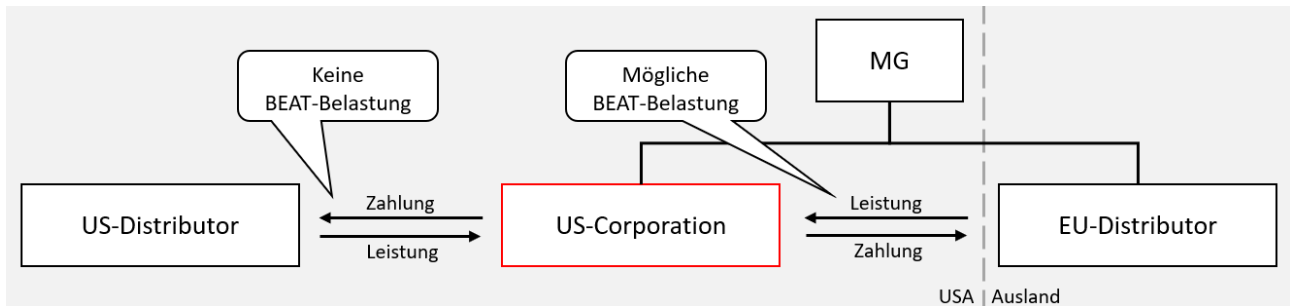 MG
Keine
BEAT-Belastung
Mögliche
BEAT-Belastung
US-Distributor
Zahlung
Leistung
US-Corporation
Leistung
Zahlung
EU-Distributor
USA
Ausland